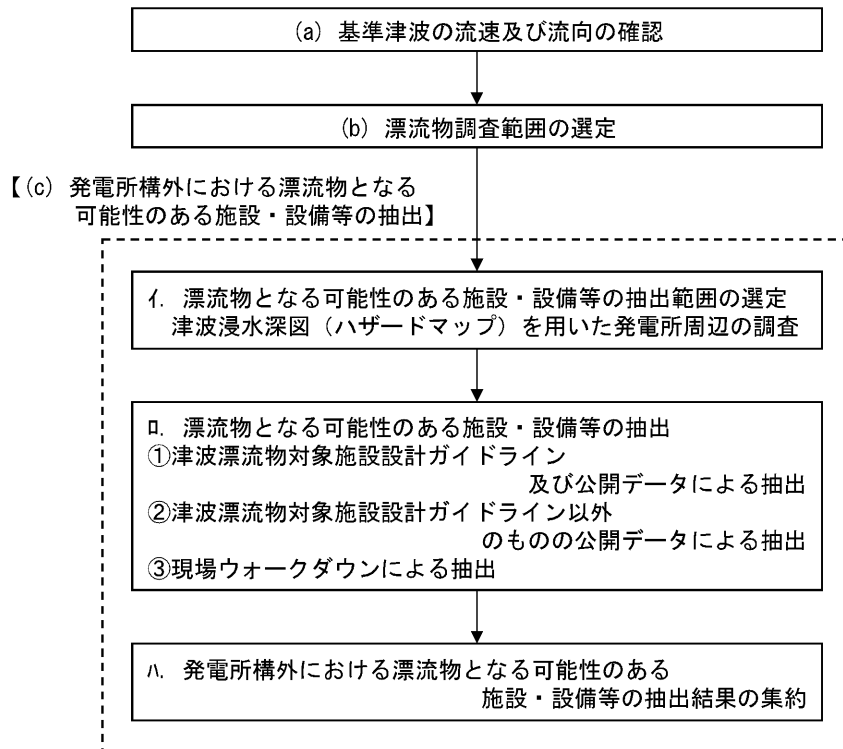 (a) 基準津波の流速及び流向の確認
(b) 漂流物調査範囲の選定
【(c) 発電所構外における漂流物となる
可能性のある施設・設備等の抽出】
ｲ. 漂流物となる可能性のある施設・設備等の抽出範囲の選定
津波浸水深図（ハザードマップ）を用いた発電所周辺の調査
ﾛ. 漂流物となる可能性のある施設・設備等の抽出
①津波漂流物対象施設設計ガイドライン
及び公開データによる抽出
②津波漂流物対象施設設計ガイドライン以外
のものの公開データによる抽出
③現場ウォークダウンによる抽出
ﾊ. 発電所構外における漂流物となる可能性のある
施設・設備等の抽出結果の集約